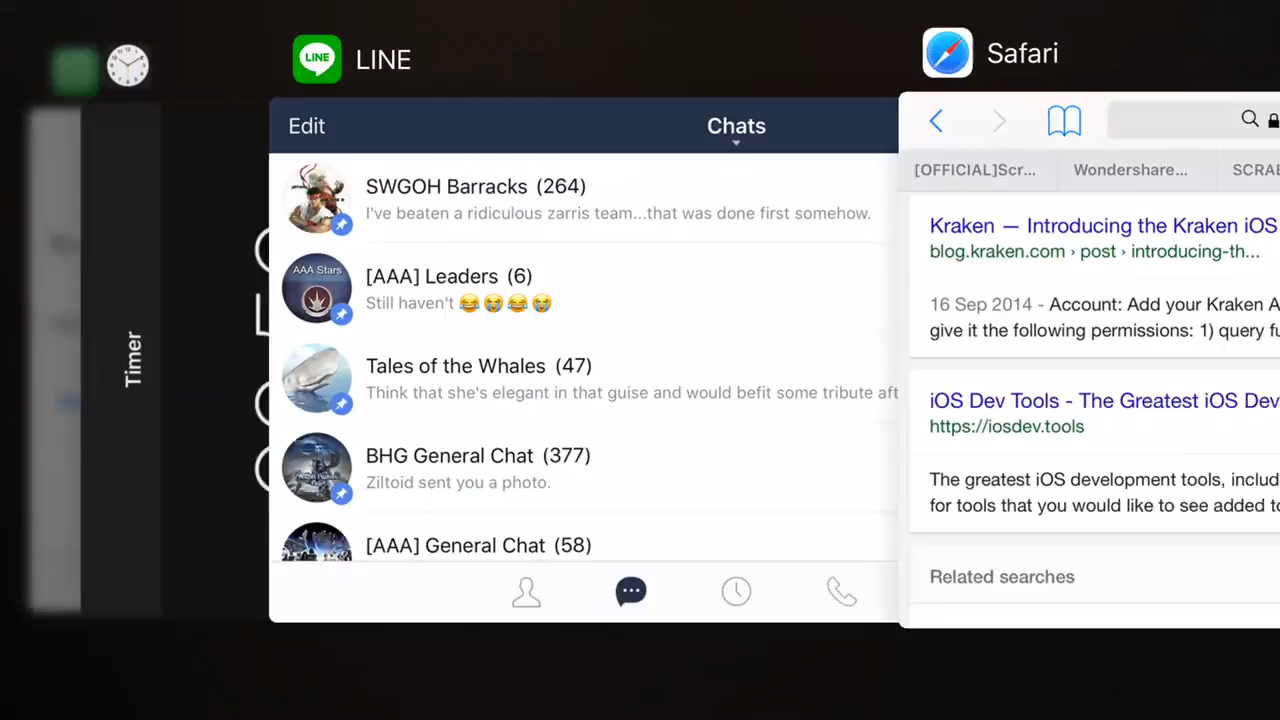 LINE
Safari
Timer
Edit
Chats
SWGOH Barracks (264)
I've beaten a ridiculous zarris team...that was done first somehow.
AAA Stars
[AAA] Leaders (6)
Still haven't 😂😭😂😭
Tales of the Whales (47)
Think that she's elegant in that guise and would befit some tribute aft
BHG General Chat (377)
Ziltoid sent you a photo.
[AAA] General Chat (58)
[OFFICIAL]Scr...
Wondershare...
SCRAE
Kraken — Introducing the Kraken iOS
blog.kraken.com › post › introducing-th...
16 Sep 2014 - Account: Add your Kraken A
give it the following permissions: 1) query fu
iOS Dev Tools - The Greatest iOS Dev
https://iosdev.tools
The greatest iOS development tools, includ
for tools that you would like to see added to
Related searches